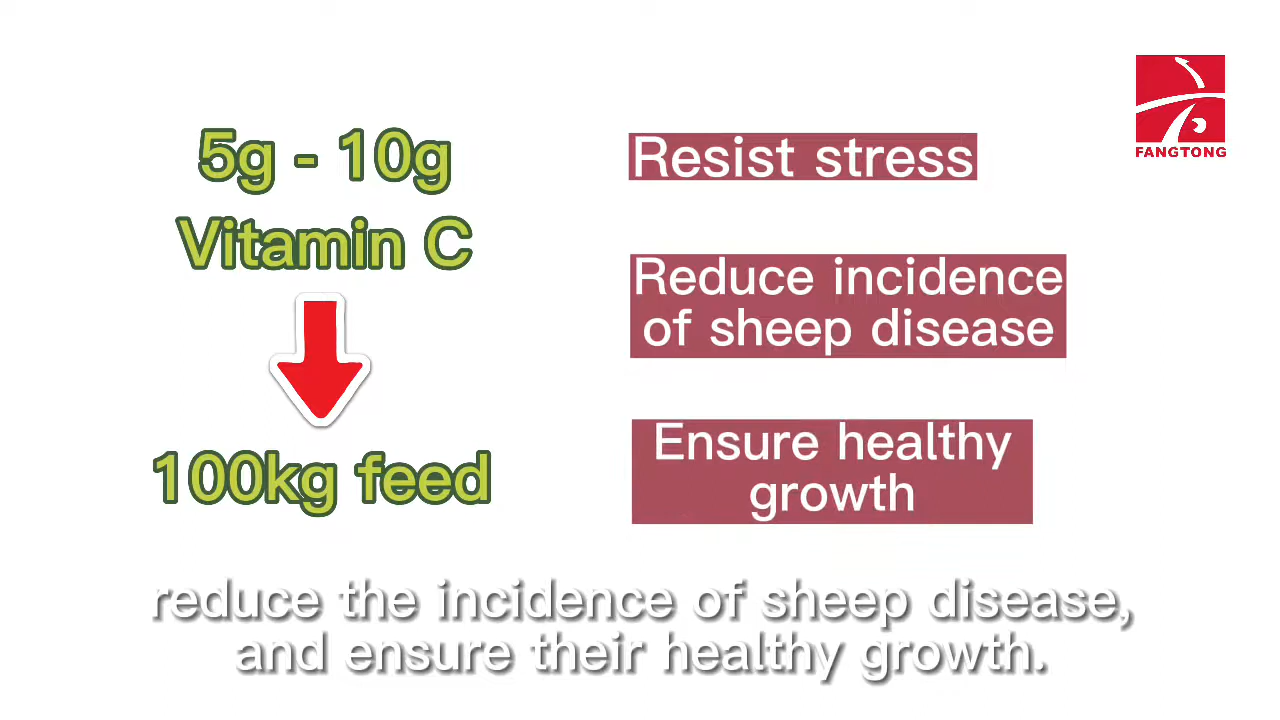 FANGTONG
5g - 10g
Vitamin C
100kg feed
Resist stress
Reduce incidence
of sheep disease
Ensure healthy
growth
reduce the incidence of sheep disease,
and ensure their healthy growth.